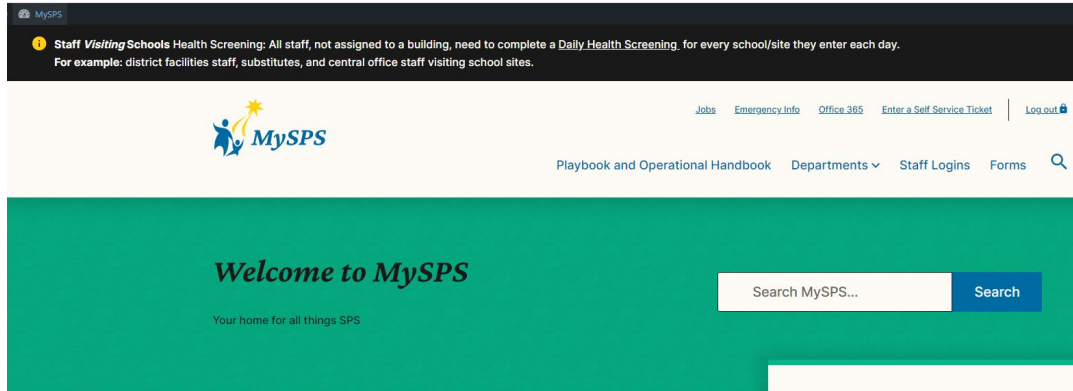 MySPS
Staff Visiting Schools Health Screening: All staff, not assigned to a building, need to complete a Daily Health Screening for every school/site they enter each day.
For example: district facilities staff, substitutes, and central office staff visiting school sites.
Jobs Emergency Info Office 365 Enter a Self Service Ticket Log out
MySPS
Playbook and Operational Handbook Departments Staff Logins Forms
Welcome to MySPS
Search MySPS... Search
Your home for all things SPS